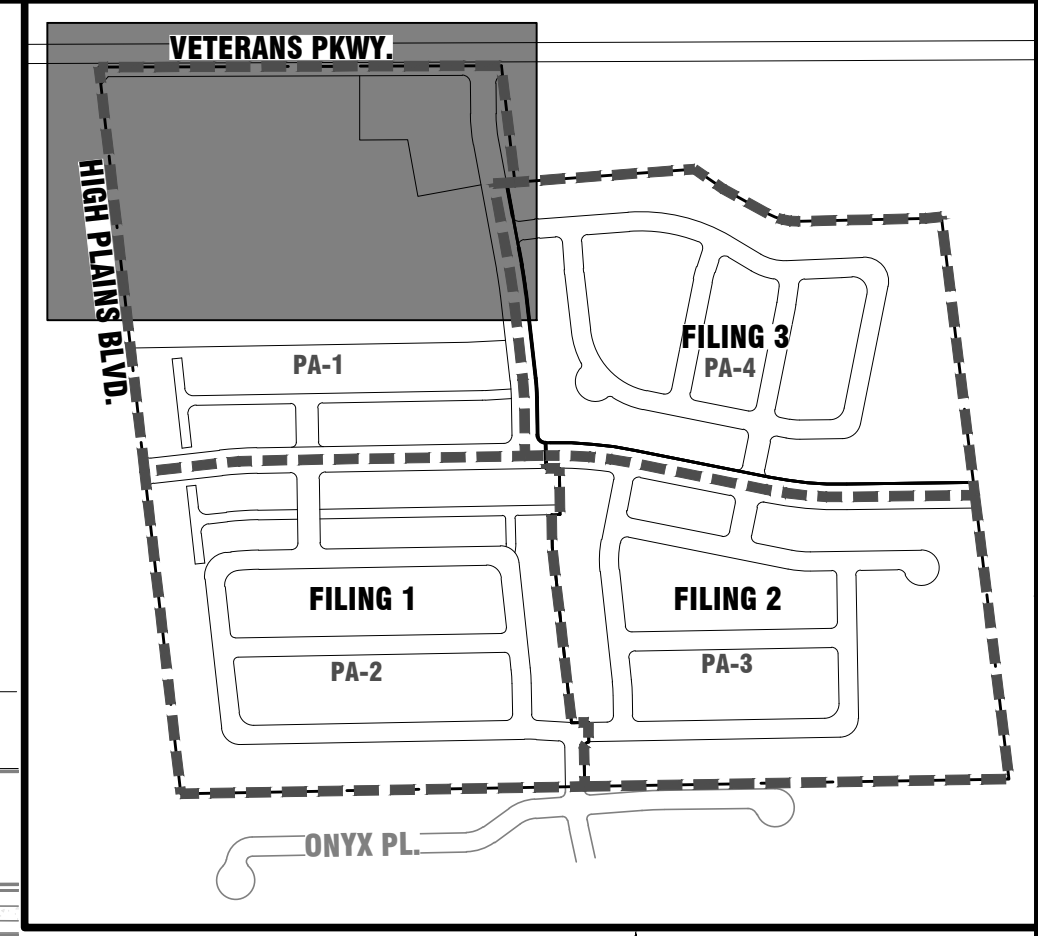 VETERANS PKWY.
HIGH PLAINS BLVD.
FILING 3
PA-4
PA-1
FILING 1
FILING 2
PA-2
PA-3
ONYX PL.